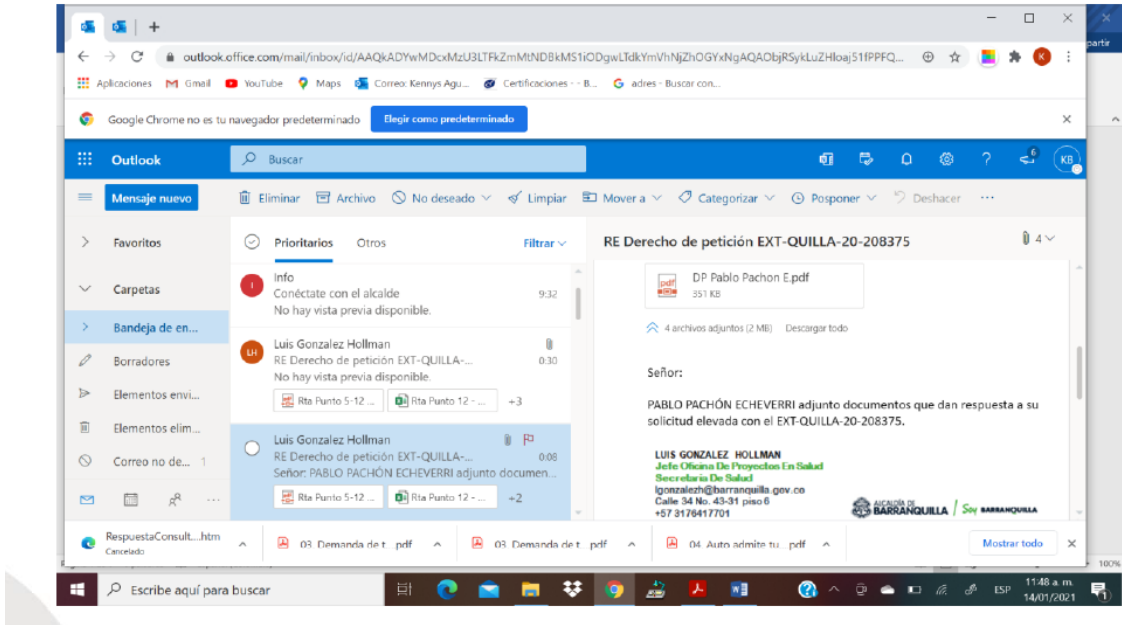 partir
outlook.office.com/mail/inbox/id/AAQkADYwMDcxMzU3LTFkZmMtNDBkMS1iODgwLTdkYmVhNjZhOGYxNgAQAObjRSykLuZHloaj51fPPFQ...
K
Aplicaciones Gmail YouTube Maps Correo: Kennys Agu... Certificaciones - - B... adres - Buscar con...
Google Chrome no es tu navegador predeterminado Elegir como predeterminado
Outlook Buscar 6 KB
Mensaje nuevo Eliminar Archivo No deseado Limpiar Mover a Categorizar Posponer Deshacer ...
Favoritos
Carpetas
Bandeja de en...
Borradores
Elementos envi...
Elementos elim...
Correo no de... 1
Prioritarios Otros Filtrar
I
Info
Conéctate con el alcalde 9:32
No hay vista previa disponible.
LH
Luis Gonzalez Hollman
RE Derecho de petición EXT-QUILLA-... 0:30
No hay vista previa disponible.
Rta Punto 5-12 ... Rta Punto 12 - ... +3
Luis Gonzalez Hollman
RE Derecho de petición EXT-QUILLA-... 0:08
Señor: PABLO PACHÓN ECHEVERRI adjunto documen...
Rta Punto 5-12 ... Rta Punto 12 - ... +2
RE Derecho de petición EXT-QUILLA-20-208375 4
pdf
DP Pablo Pachon E.pdf
351 KB
4 archivos adjuntos (2 MB) Descargar todo
Señor:
PABLO PACHÓN ECHEVERRI adjunto documentos que dan respuesta a su
solicitud elevada con el EXT-QUILLA-20-208375.
LUIS GONZALEZ HOLLMAN
Jefe Oficina De Proyectos En Salud
Secretaria De Salud
lgonzalezh@barranquilla.gov.co
Calle 34 No. 43-31 piso 6
+57 3176417701
ALCALDÍA DE
BARRANQUILLA Soy BARRANQUILLA
RespuestaConsult....htm
Cancelado
03 Demanda de t....pdf 03 Demanda de t....pdf 04 Auto admite tu....pdf Mostrar todo
100%
Escribe aquí para buscar ESP
11:48 a. m.
14/01/2021
1